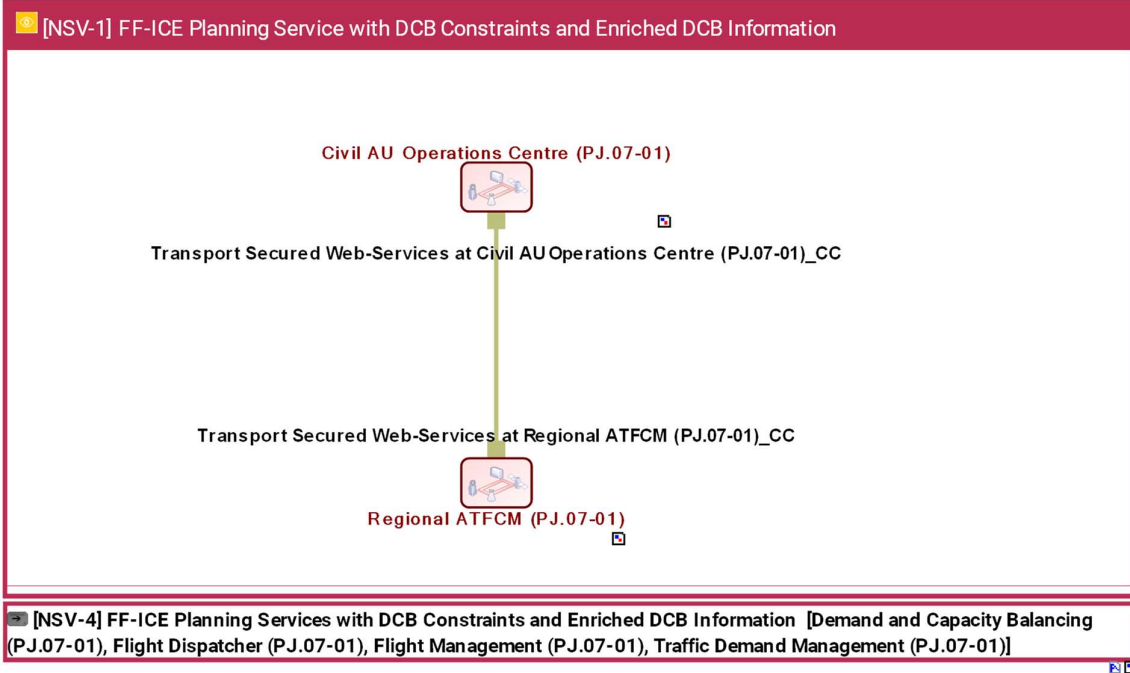 [NSV-1] FF-ICE Planning Service with DCB Constraints and Enriched DCB Information
Civil AU Operations Centre (PJ.07-01)
Transport Secured Web-Services at Civil AU Operations Centre (PJ.07-01)_CC
Transport Secured Web-Services at Regional ATFCM (PJ.07-01)_CC
Regional ATFCM (PJ.07-01)
[NSV-4] FF-ICE Planning Services with DCB Constraints and Enriched DCB Information [Demand and Capacity Balancing
(PJ.07-01), Flight Dispatcher (PJ.07-01), Flight Management (PJ.07-01), Traffic Demand Management (PJ.07-01)]